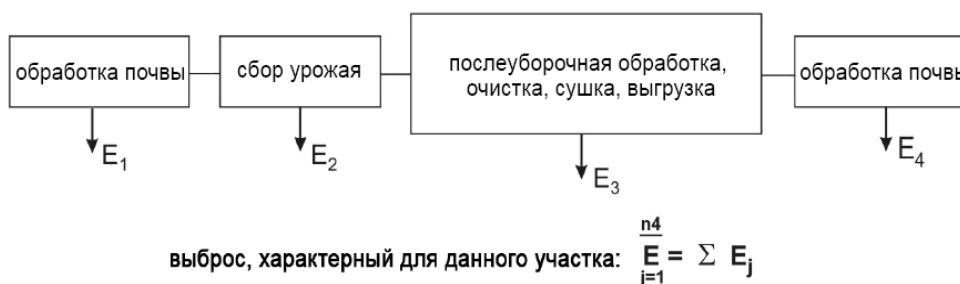 обработка почвы
сбор урожая
послеуборочная обработка,
очистка, сушка, выгрузка
обработка почвы
E₁
E₂
E₃
E₄
n4
выброс, характерный для данного участка: E = Σ Eⱼ
j=1